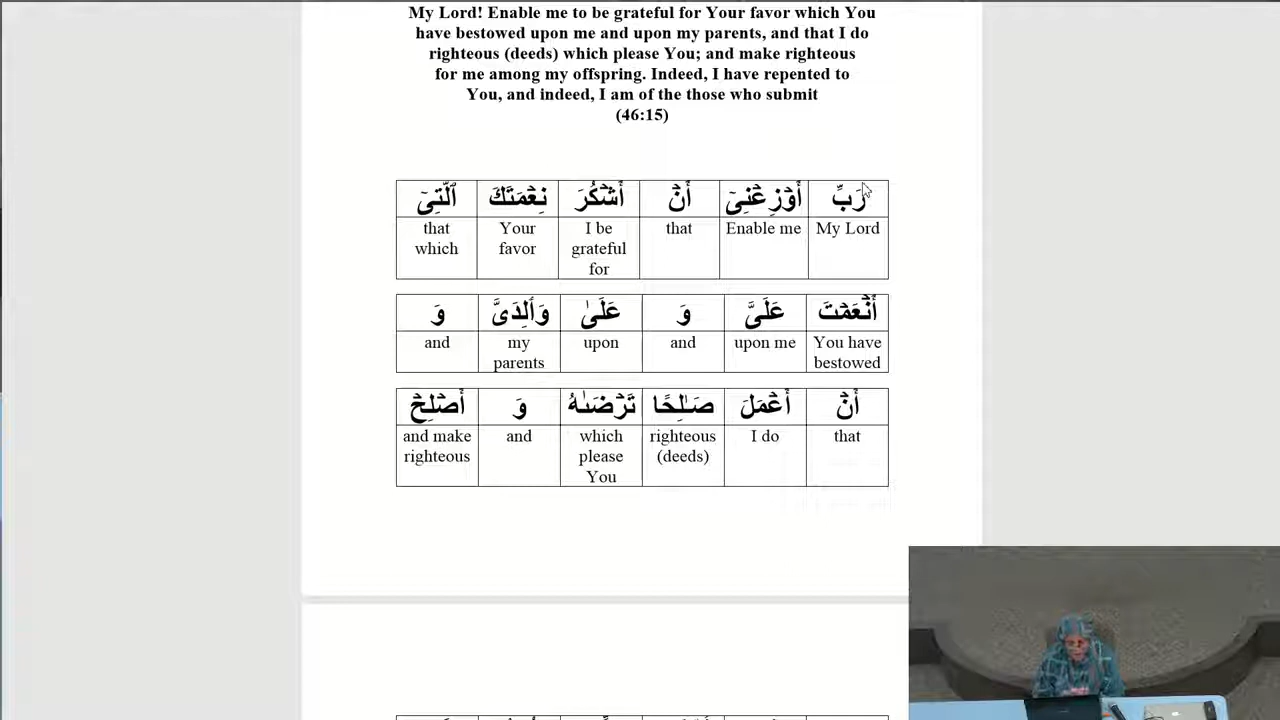 My Lord! Enable me to be grateful for Your favor which You
have bestowed upon me and upon my parents, and that I do
righteous (deeds) which please You; and make righteous
for me among my offspring. Indeed, I have repented to
You, and indeed, I am of the those who submit
(46:15)
رَبِّ أَوۡزِعۡنِىٓ أَنۡ أَشۡكُرَ نِعۡمَتَكَ ٱلَّتِىٓ
My Lord Enable me that I be grateful for Your favor that which
أَنۡعَمۡتَ عَلَىَّ وَ عَلَىٰ وَٲلِدَىَّ وَ
You have bestowed upon me and upon my parents and
أَنۡ أَعۡمَلَ صَـٰلِحًا تَرۡضَٮٰهُ وَ أَصۡلِحۡ
that I do righteous (deeds) which please You and and make righteous